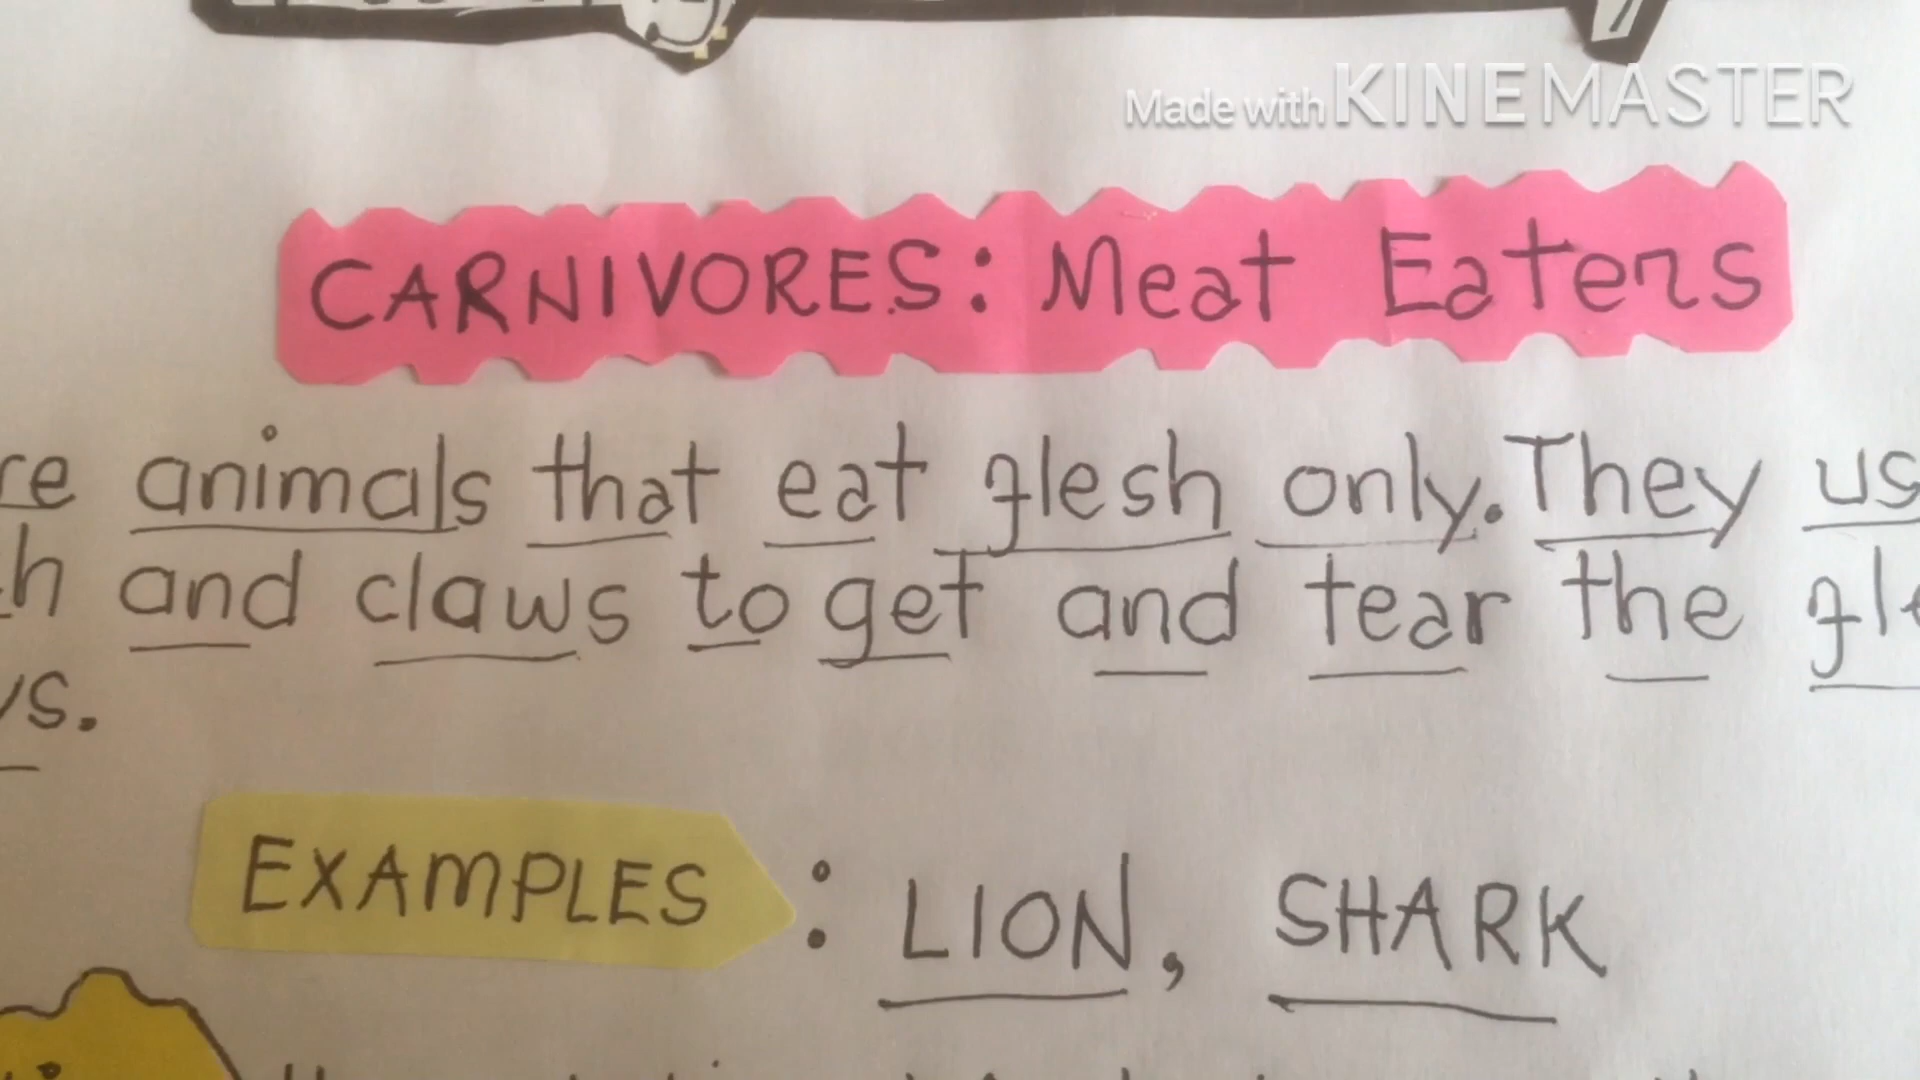 Made with KINEMASTER
CARNIVORES: Meat Eaters
re animals that eat flesh only. They us
h and claws to get and tear the fle
s.
EXAMPLES : LION, SHARK